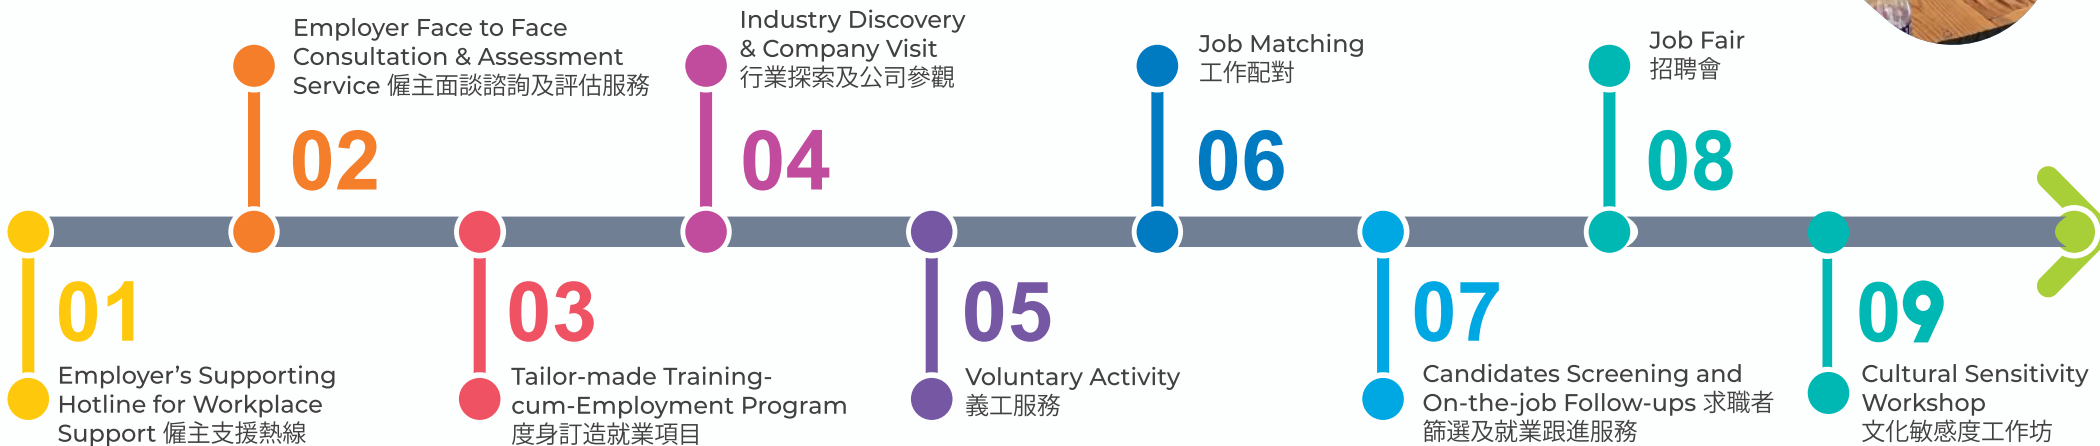 01
Employer’s Supporting
Hotline for Workplace
Support 僱主支援熱線
Employer Face to Face
Consultation & Assessment
Service 僱主面談諮詢及評估服務
02
03
Tailor-made Training-
cum-Employment Program
度身訂造就業項目
Industry Discovery
& Company Visit
行業探索及公司參觀
04
05
Voluntary Activity
義工服務
Job Matching
工作配對
06
07
Candidates Screening and
On-the-job Follow-ups 求職者
篩選及就業跟進服務
Job Fair
招聘會
08
09
Cultural Sensitivity
Workshop
文化敏感度工作坊